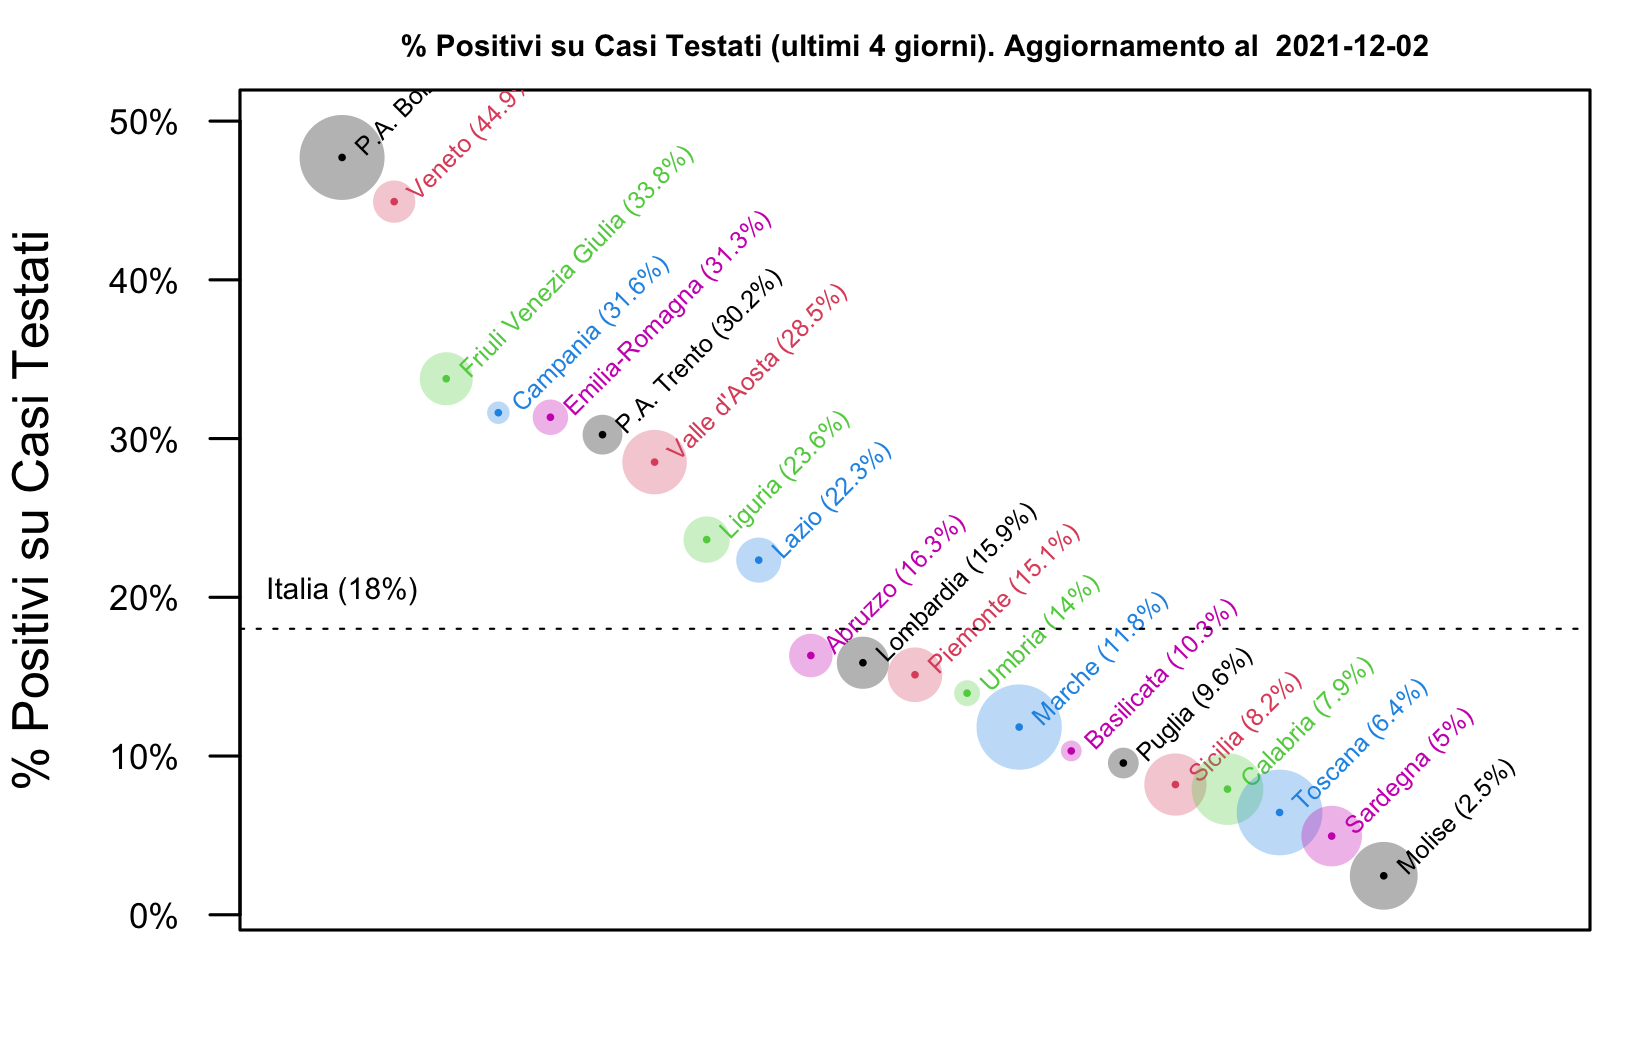 % Positivi su Casi Testati (ultimi 4 giorni). Aggiornamento al 2021-12-02
% Positivi su Casi Testati
50%
40%
30%
20%
10%
0%
P.A.
Veneto (44.9
Friuli Venezia Giulia (33.8%)
Campania (31.6%)
Emilia-Romagna (31.3%)
P.A. Trento (30.2%)
Valle d'Aosta (28.5%)
Liguria (23.6%)
Lazio (22.3%)
Italia (18%)
Abruzzo (16.3%)
Lombardia (15.9%)
Piemonte (15.1%)
Umbria (14%)
Marche (11.8%)
Basilicata (10.3%)
Puglia (9.6%)
Sicilia (8.2%)
Calabria (7.9%)
Toscana (6.4%)
Sardegna (5%)
Molise (2.5%)